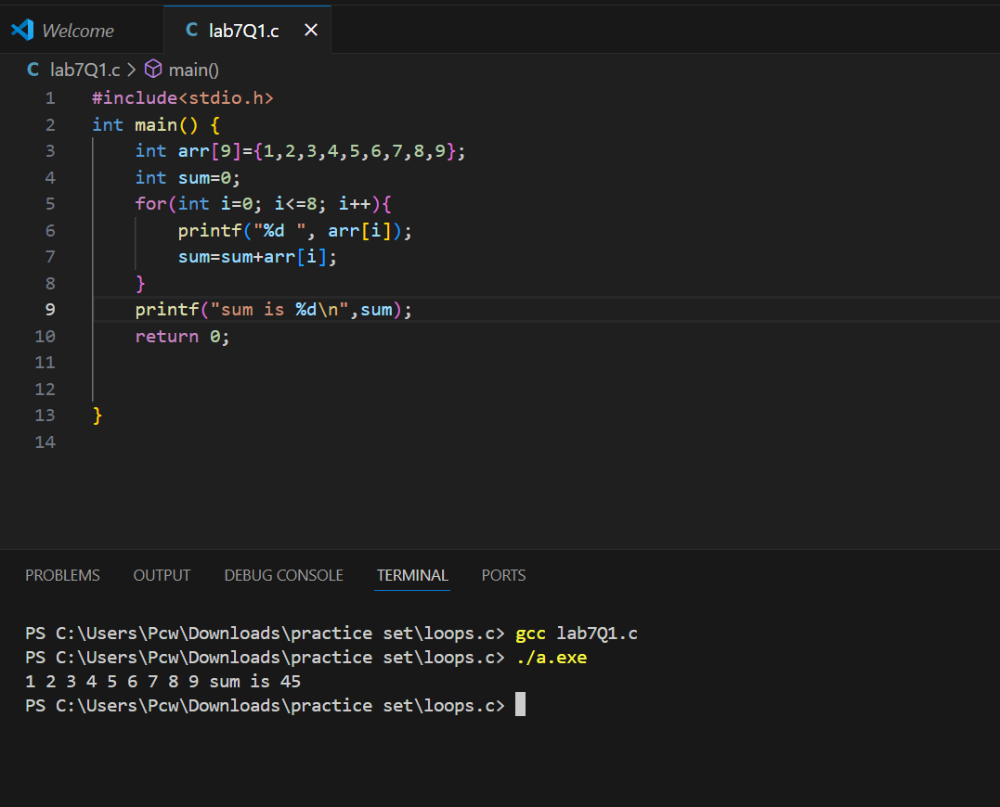 Welcome C lab7Q1.c ×
C lab7Q1.c > main()
1 #include<stdio.h>
2 int main() {
3     int arr[9]={1,2,3,4,5,6,7,8,9};
4     int sum=0;
5     for(int i=0; i<=8; i++){
6         printf("%d ", arr[i]);
7         sum=sum+arr[i];
8     }
9     printf("sum is %d\n",sum);
10     return 0;
11
12
13 }
14
PROBLEMS OUTPUT DEBUG CONSOLE TERMINAL PORTS
PS C:\Users\Pcw\Downloads\practice set\loops.c> gcc lab7Q1.c
PS C:\Users\Pcw\Downloads\practice set\loops.c> ./a.exe
1 2 3 4 5 6 7 8 9 sum is 45
PS C:\Users\Pcw\Downloads\practice set\loops.c>